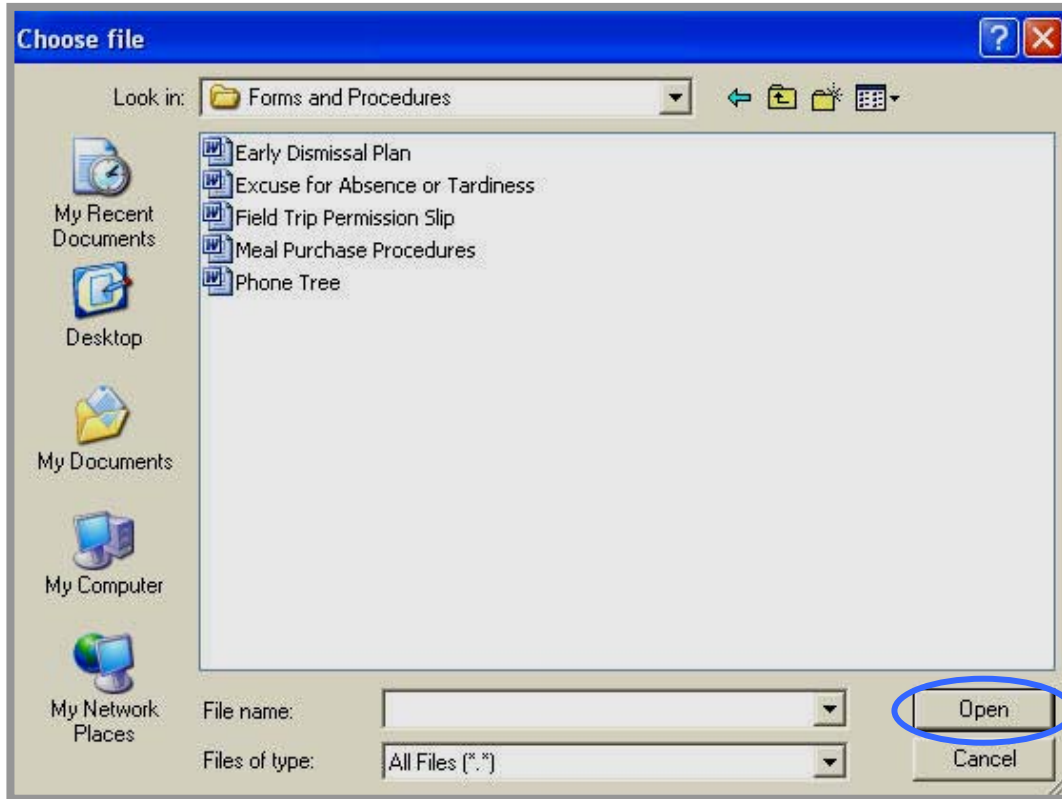 Choose file
Look in:
Forms and Procedures
Early Dismissal Plan
Excuse for Absence or Tardiness
Field Trip Permission Slip
Meal Purchase Procedures
Phone Tree
My Recent
Documents
Desktop
My Documents
My Computer
My Network
Places
File name:
Open
Files of type:
All Files (*.*)
Cancel